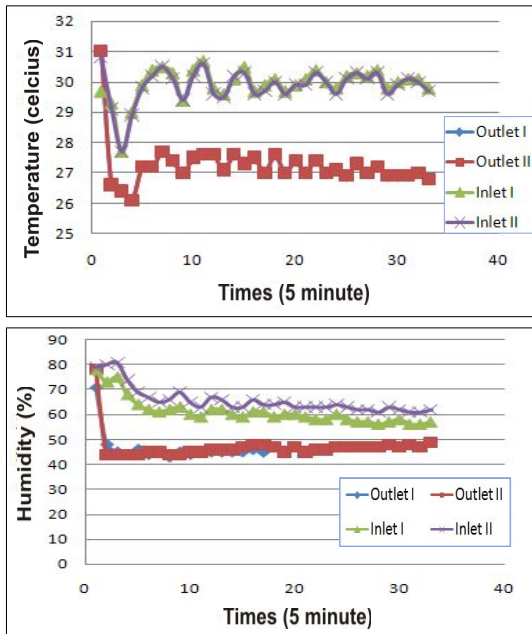 Temperature (celcius)
32
31
30
29
28
27
26
25
0
10
20
30
40
Times (5 minute)
Outlet I
Outlet II
Inlet I
Inlet II
Humidity (%)
90
80
70
60
50
40
30
20
10
0
0
10
20
30
40
Times (5 minute)
Outlet I
Outlet II
Inlet I
Inlet II